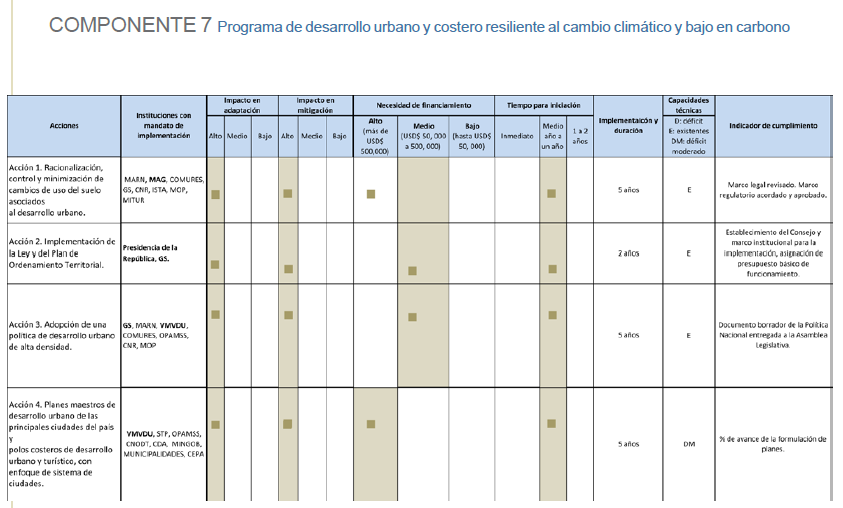 COMPONENTE 7 Programa de desarrollo urbano y costero resiliente al cambio climático y bajo en carbono
Acciones
Instituciones con
mandato de
implementación
Impacto en
adaptación
Impacto en
mitigación
Necesidad de financiamiento
Tiempo para iniciación
Implementaicón y
duración
Capacidades
técnicas
Indicador de cumplimiento
Alto Medio Bajo
Alto Medio Bajo
Alto
(más de
USD$
500,000)
Medio
(USD$ 50, 000
a 500, 000)
Bajo
(hasta USD$
50, 000)
Inmediato
Medio
año a
un año
1 a 2
años
D: déficit
E: existentes
DM: déficit
moderado
Acción 1. Racionalización,
control y minimización de
cambios de uso del suelo
asociados
al desarrollo urbano.
MARN, MAG, COMURES,
GS, CNR, ISTA, MOP,
MITUR
5 años
E
Marco legal revisado. Marco
regulatorio acordado y aprobado.
Acción 2. Implementación de
la Ley y del Plan de
Ordenamiento Territorial.
Presidencia de la
República, GS.
2 años
E
Establecimiento del Consejo y
marco institucional para la
implementación, asignación de
presupuesto básico de
funcionamiento.
Acción 3. Adopción de una
política de desarrollo urbano
de alta densidad.
GS, MARN, VMVDU,
COMURES, OPAMSS,
CNR, MOP
5 años
E
Documento borrador de la Política
Nacional entregada a la Asamblea
Legislativa.
Acción 4. Planes maestros de
desarrollo urbano de las
principales ciudades del país
y
polos costeros de desarrollo
urbano y turístico, con
enfoque de sistema de
ciudades.
VMVDU, STP, OPAMSS,
CNODT, CDA, MINGOB,
MUNICIPALIDADES, CEPA
5 años
DM
% de avance de la formulación de
planes.